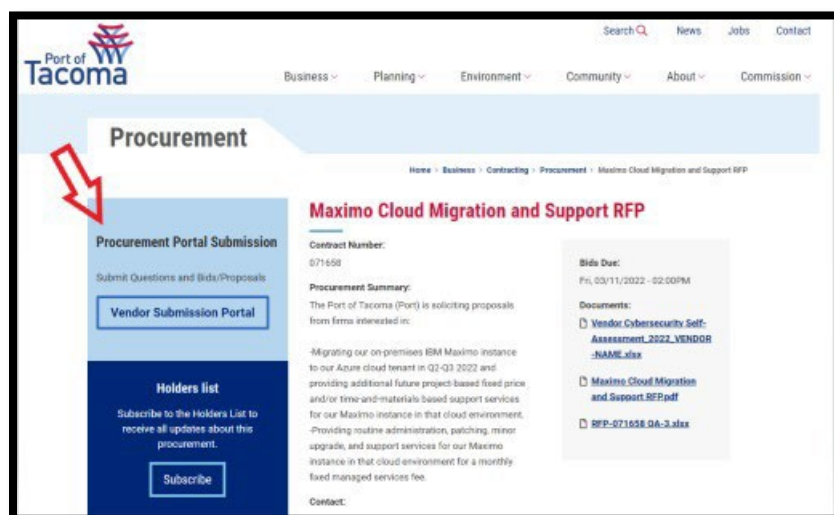 Port of
Tacoma
Search
News
Jobs
Contact
Business
Planning
Environment
Community
About
Commission
Procurement
Home > Business > Contracting > Procurement > Maximo Cloud Migration and Support RFP
Procurement Portal Submission
Submit Questions and Bids/Proposals
Vendor Submission Portal
Holders list
Subscribe to the Holders List to
receive all updates about this
procurement.
Subscribe
Maximo Cloud Migration and Support RFP
Contract Number:
071658
Procurement Summary:
The Port of Tacoma (Port) is soliciting proposals
from firms interested in:
-Migrating our on-premises IBM Maximo instance
to our Azure cloud tenant in Q2-Q3 2022 and
providing additional future project-based fixed price
and/or time-and-materials based support services
for our Maximo instance in that cloud environment.
-Providing routine administration, patching, minor
upgrade, and support services for our Maximo
instance in that cloud environment for a monthly
fixed managed services fee.
Contact:
Bids Due:
Fri, 03/11/2022 - 02:00PM
Documents:
Vendor Cybersecurity Self-
Assessment_2022_VENDOR
-NAME.xlsx
Maximo Cloud Migration
and Support RFP.pdf
RFP-071658 QA-3.xlsx